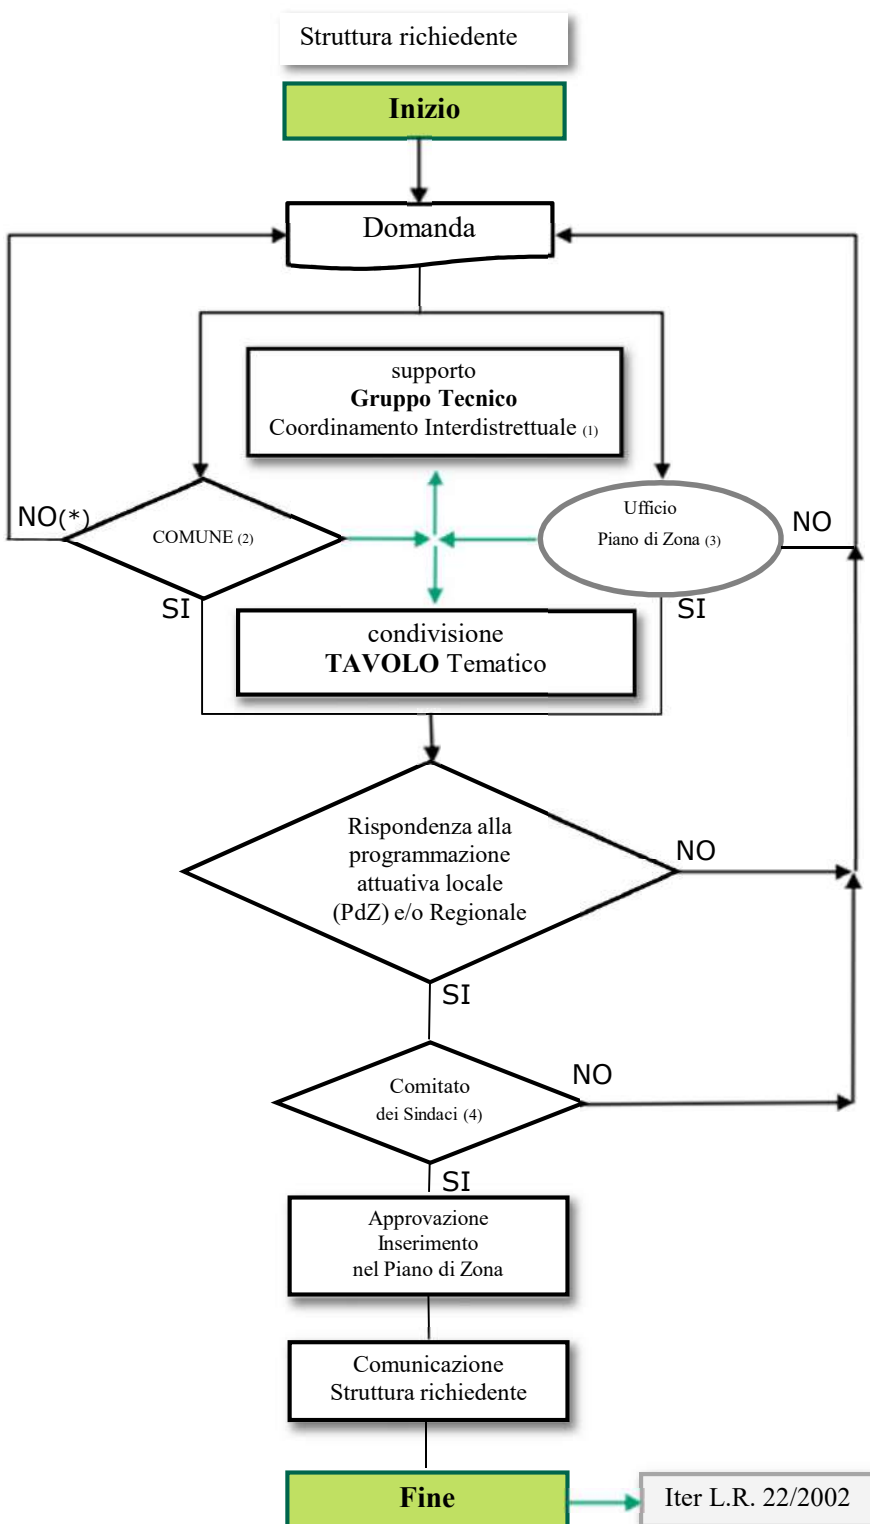 Struttura richiedente
Inizio
Domanda
supporto
Gruppo Tecnico
Coordinamento Interdistrettuale (1)
NO(*)
COMUNE (2)
Ufficio
Piano di Zona (3)
NO
SI
SI
condivisione
TAVOLO Tematico
Rispondenza alla
programmazione
attuativa locale
(PdZ) e/o Regionale
NO
SI
Comitato
dei Sindaci (4)
NO
SI
Approvazione
Inserimento
nel Piano di Zona
Comunicazione
Struttura richiedente
Fine
Iter L.R. 22/2002